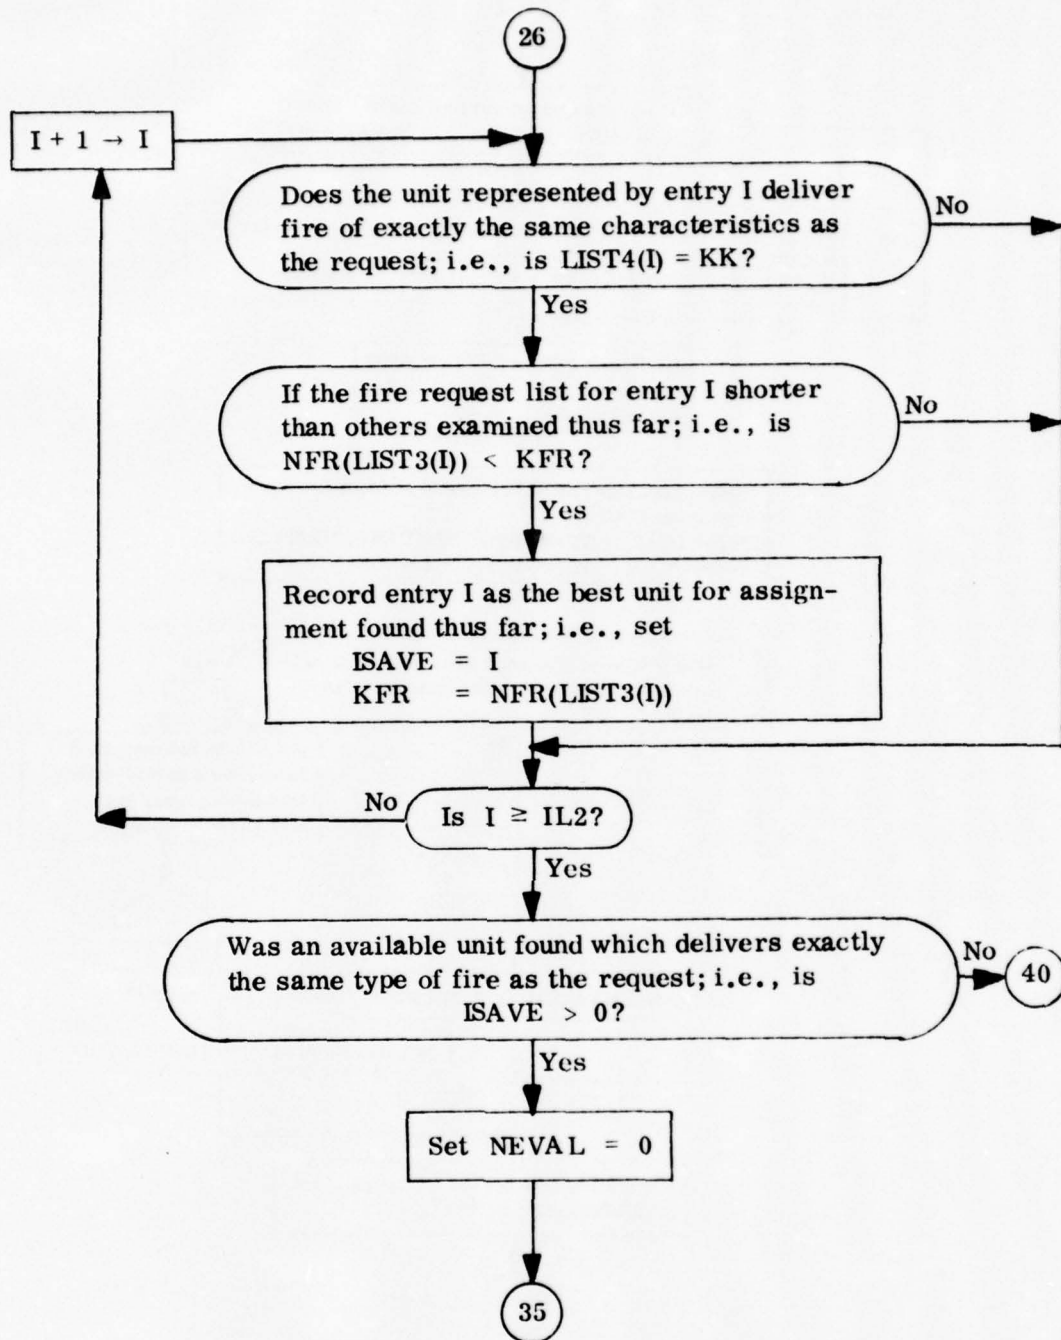 26
I + 1 → I
Does the unit represented by entry I deliver
fire of exactly the same characteristics as
the request; i.e., is LIST4(I) = KK?
No
Yes
If the fire request list for entry I shorter
than others examined thus far; i.e., is
NFR(LIST3(I)) < KFR?
No
Yes
Record entry I as the best unit for assign-
ment found thus far; i.e., set
ISAVE = I
KFR = NFR(LIST3(I))
No
Is I ≥ IL2?
Yes
Was an available unit found which delivers exactly
the same type of fire as the request; i.e., is
ISAVE > 0?
No
40
Yes
Set NEVAL = 0
35